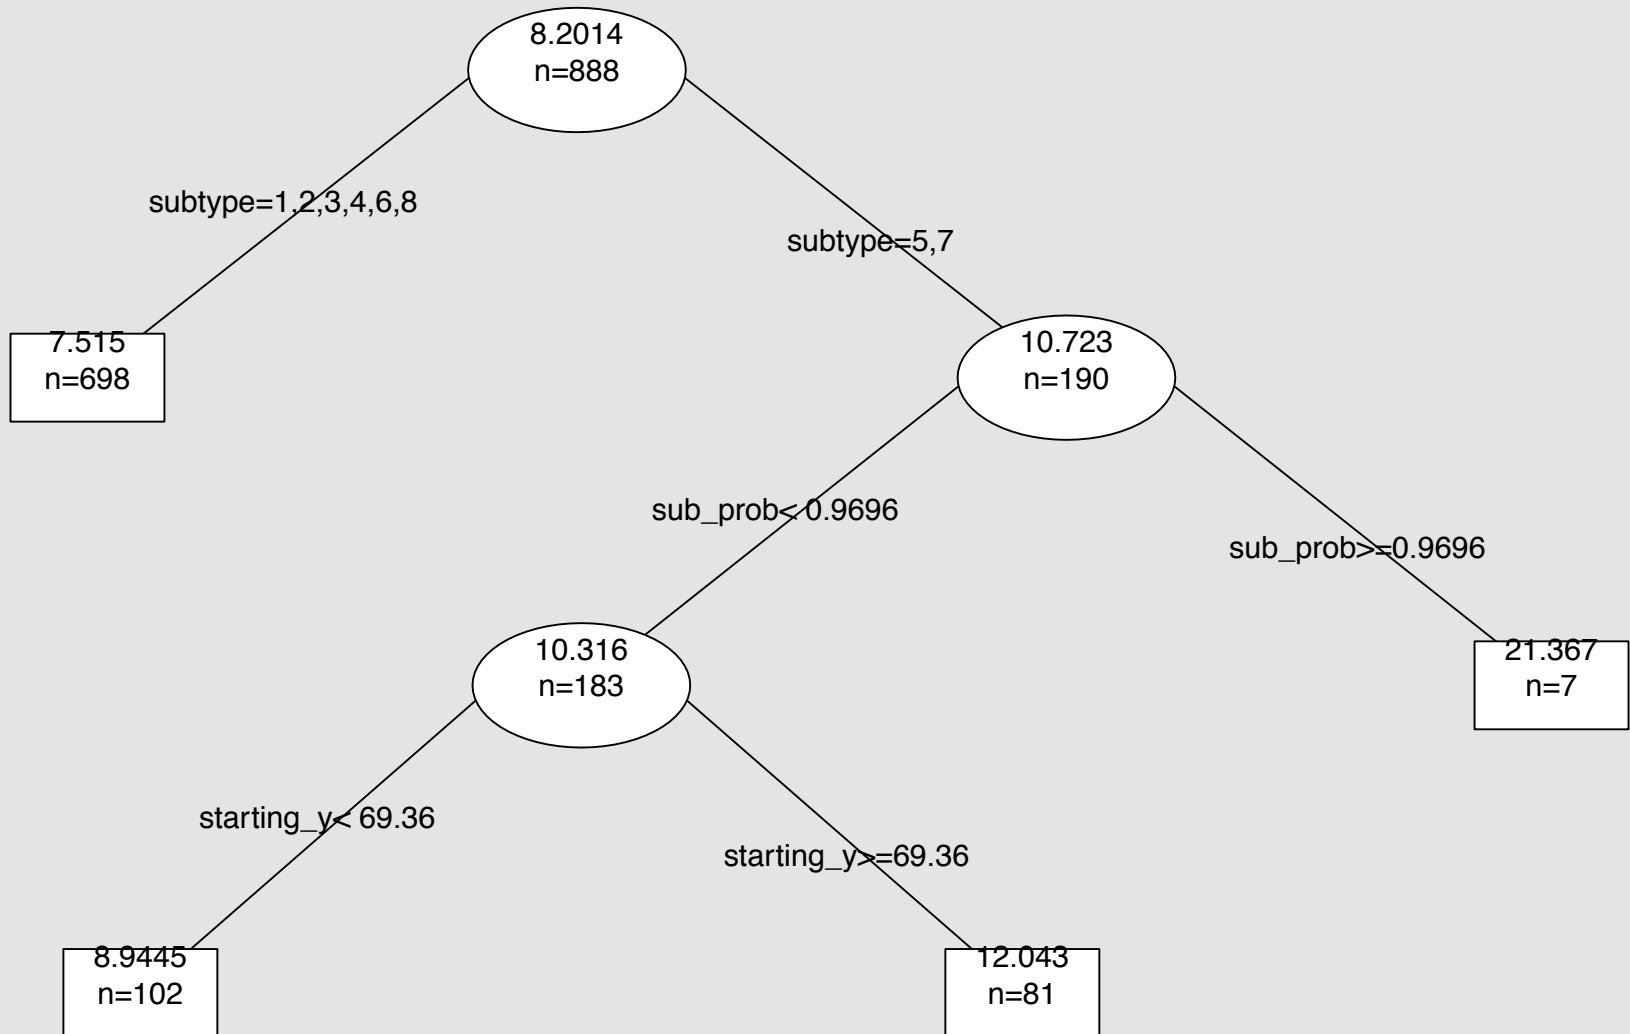 8.2014
n=888
subtype=1,2,3,4,6,8
subtype=5,7
7.515
n=698
10.723
n=190
sub_prob< 0.9696
sub_prob>=0.9696
10.316
n=183
21.367
n=7
starting_y< 69.36
starting_y>=69.36
8.9445
n=102
12.043
n=81